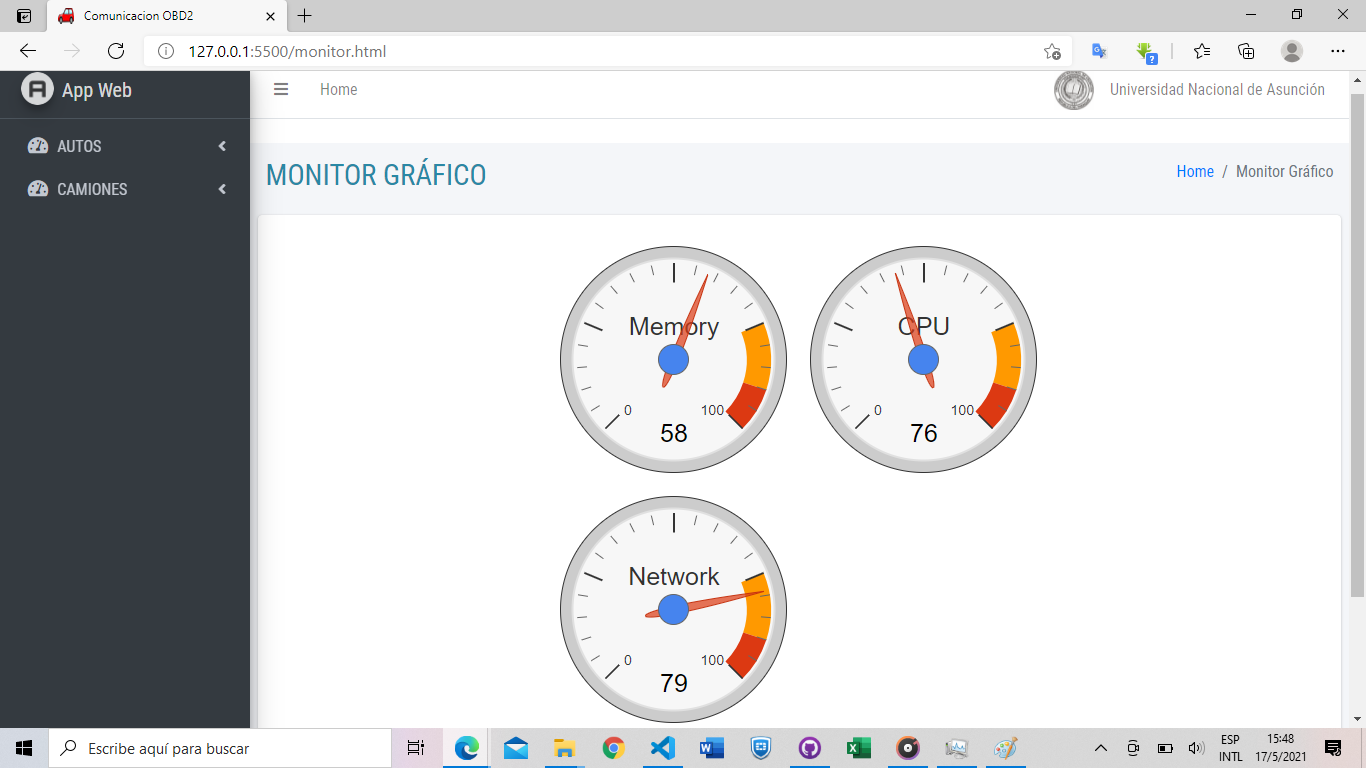 Comunicacion OBD2
127.0.0.1:5500/monitor.html
App Web
Home
Universidad Nacional de Asunción
AUTOS
CAMIONES
MONITOR GRÁFICO
Home / Monitor Gráfico
Memory
0
100
58
CPU
0
100
76
Network
0
100
79
Escribe aquí para buscar
ESP
INTL
15:48
17/5/2021